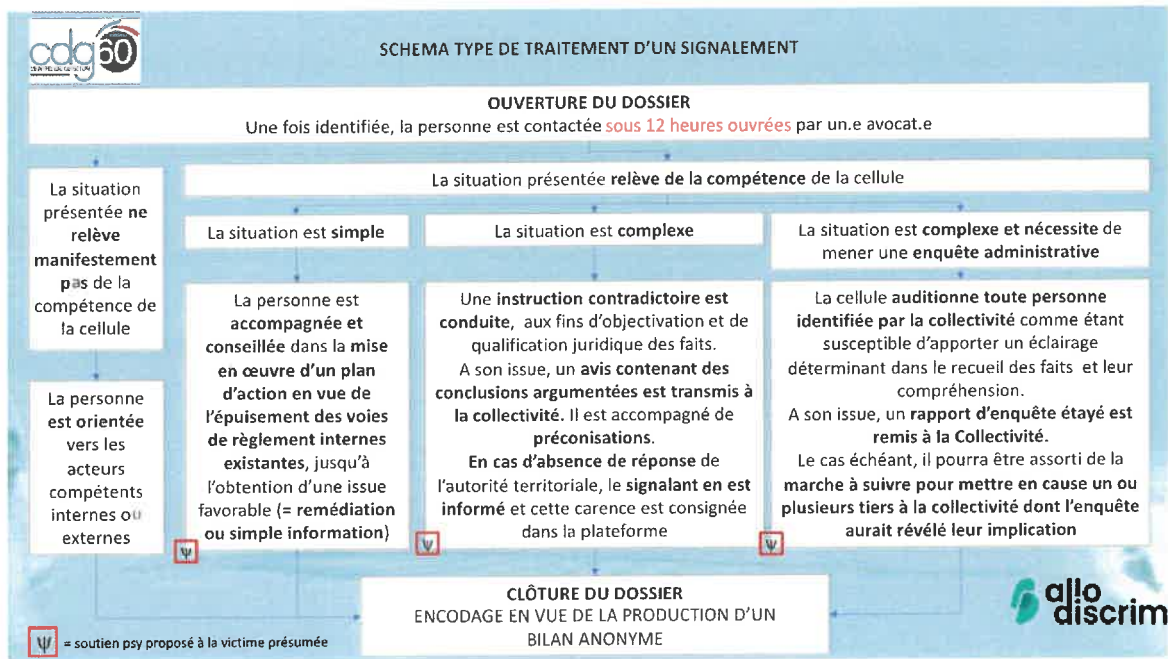 cdg60
SCHEMA TYPE DE TRAITEMENT D'UN SIGNALEMENT
OUVERTURE DU DOSSIER
Une fois identifiée, la personne est contactée sous 12 heures ouvrées par un.e avocat.e
La situation
présentée ne
relève
manifestement
pas de la
compétence de
la cellule
La personne
est orientée
vers les
acteurs
compétents
internes ou
externes
La situation présentée relève de la compétence de la cellule
La situation est simple
La personne est
accompagnée et
conseillée dans la mise
en œuvre d'un plan
d'action en vue de
l'épuisement des voies
de règlement internes
existantes, jusqu'à
l'obtention d'une issue
favorable (= remédiation
ou simple information)
Ψ
La situation est complexe
Une instruction contradictoire est
conduite, aux fins d'objectivation et de
qualification juridique des faits.
A son issue, un avis contenant des
conclusions argumentées est transmis à
la collectivité. Il est accompagné de
préconisations.
En cas d'absence de réponse de
l'autorité territoriale, le signalant en est
informé et cette carence est consignée
dans la plateforme
Ψ
La situation est complexe et nécessite de
mener une enquête administrative
La cellule auditionne toute personne
identifiée par la collectivité comme étant
susceptible d'apporter un éclairage
déterminant dans le recueil des faits et leur
compréhension.
A son issue, un rapport d'enquête étayé est
remis à la Collectivité.
Le cas échéant, il pourra être assorti de la
marche à suivre pour mettre en cause un ou
plusieurs tiers à la collectivité dont l'enquête
aurait révélé leur implication
Ψ
CLÔTURE DU DOSSIER
ENCODAGE EN VUE DE LA PRODUCTION D'UN
BILAN ANONYME
Ψ = soutien psy proposé à la victime présumée
allo
discrim